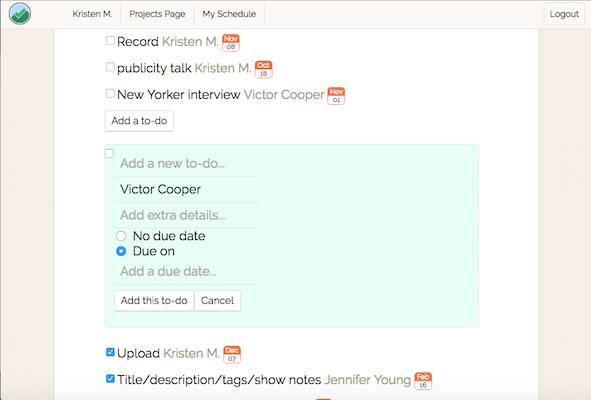 Kristen M. Projects Page My Schedule Logout
Record Kristen M. Nov 08
publicity talk Kristen M. Oct 18
New Yorker interview Victor Cooper Nov 01
Add a to-do
Add a new to-do...
Victor Cooper
Add extra details...
No due date
Due on
Add a due date...
Add this to-do Cancel
Upload Kristen M. Dec 07
Title/description/tags/show notes Jennifer Young Feb 16